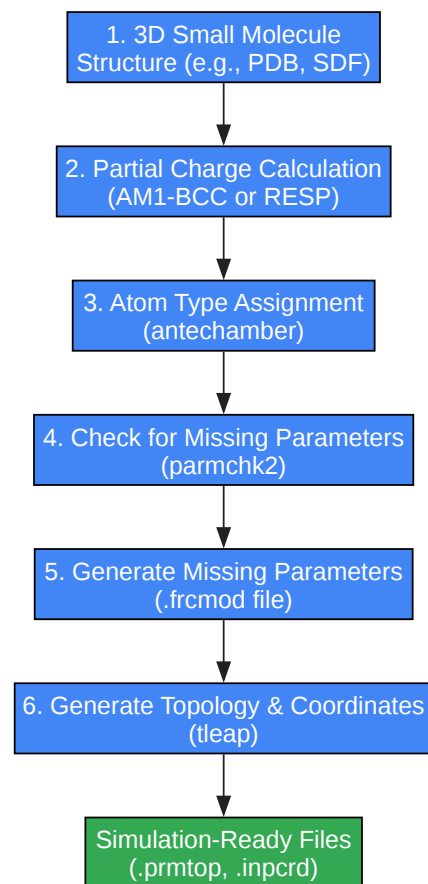 1. 3D Small Molecule
Structure (e.g., PDB, SDF)
2. Partial Charge Calculation
(AM1-BCC or RESP)
3. Atom Type Assignment
(antechamber)
4. Check for Missing Parameters
(parmchk2)
5. Generate Missing Parameters
(.frcmod file)
6. Generate Topology & Coordinates
(tleap)
Simulation-Ready Files
(.prmtop, .inpcrd)